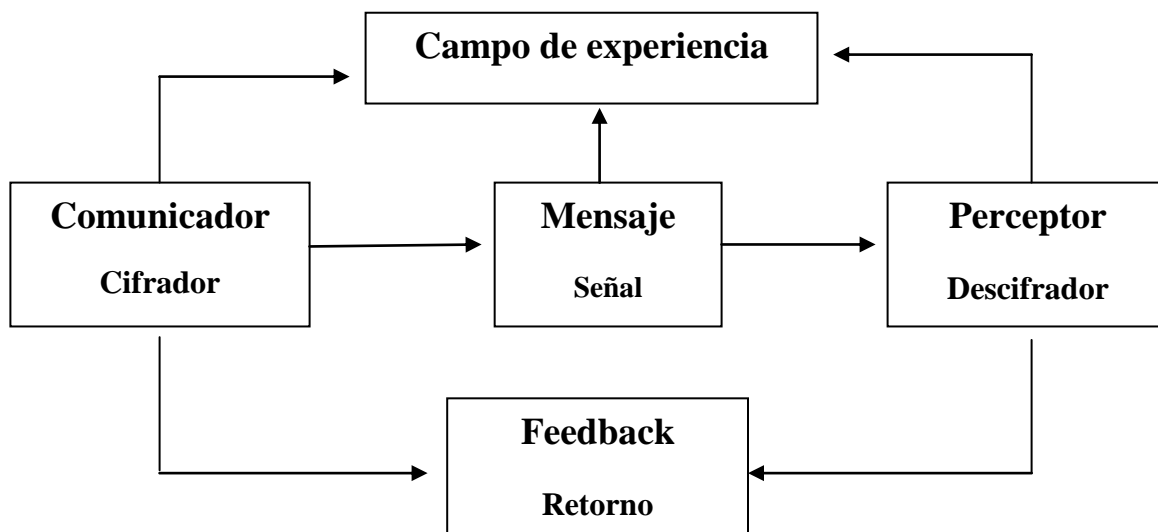 Campo de experiencia
Comunicador
Cifrador
Mensaje
Señal
Perceptor
Descifrador
Feedback
Retorno